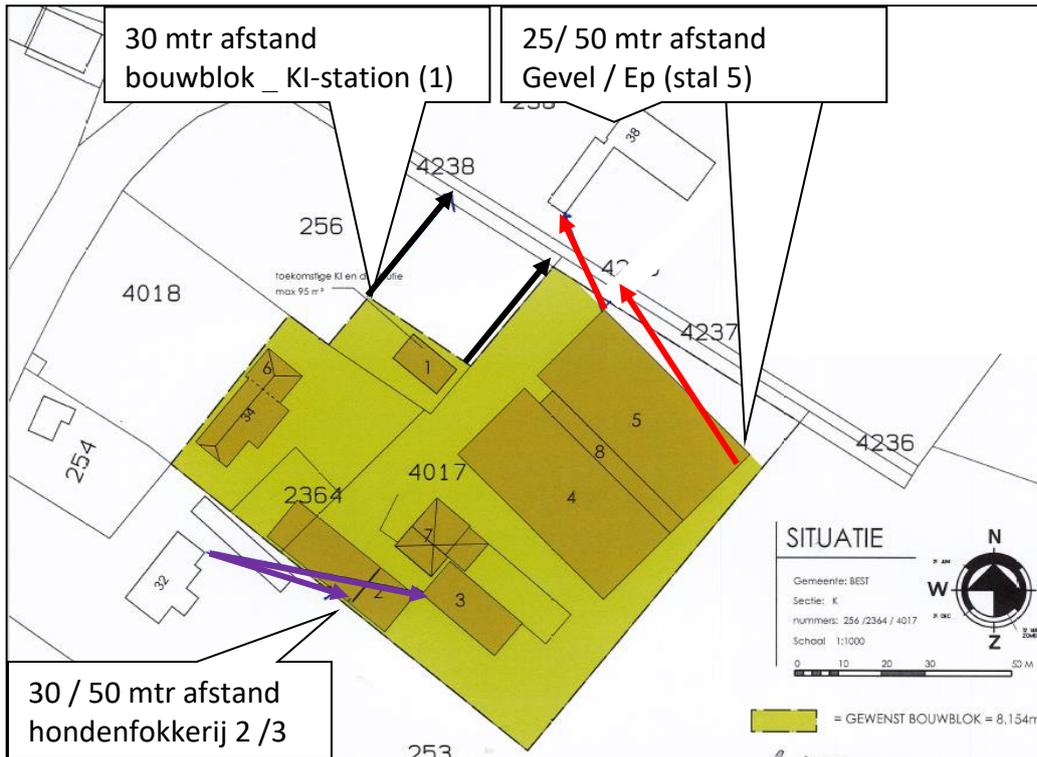 30 mtr afstand
bouwblok _ KI-station (1)
25/ 50 mtr afstand
Gevel / Ep (stal 5)
38
4238
256
toekomstige KI en
max 95 m²
4018
4237
1
6
34
5
4236
254
8
4017
4
2364
7
32
2
3
SITUATIE
Gemeente: BEST
Sectie: K
nummers: 256 /2364 / 4017
Schaal 1:1000
N
W
Z
0 10 20 30 50 M
30 / 50 mtr afstand
hondenfokkerij 2 /3
= GEWENST BOUWBLOK = 8.154m
253